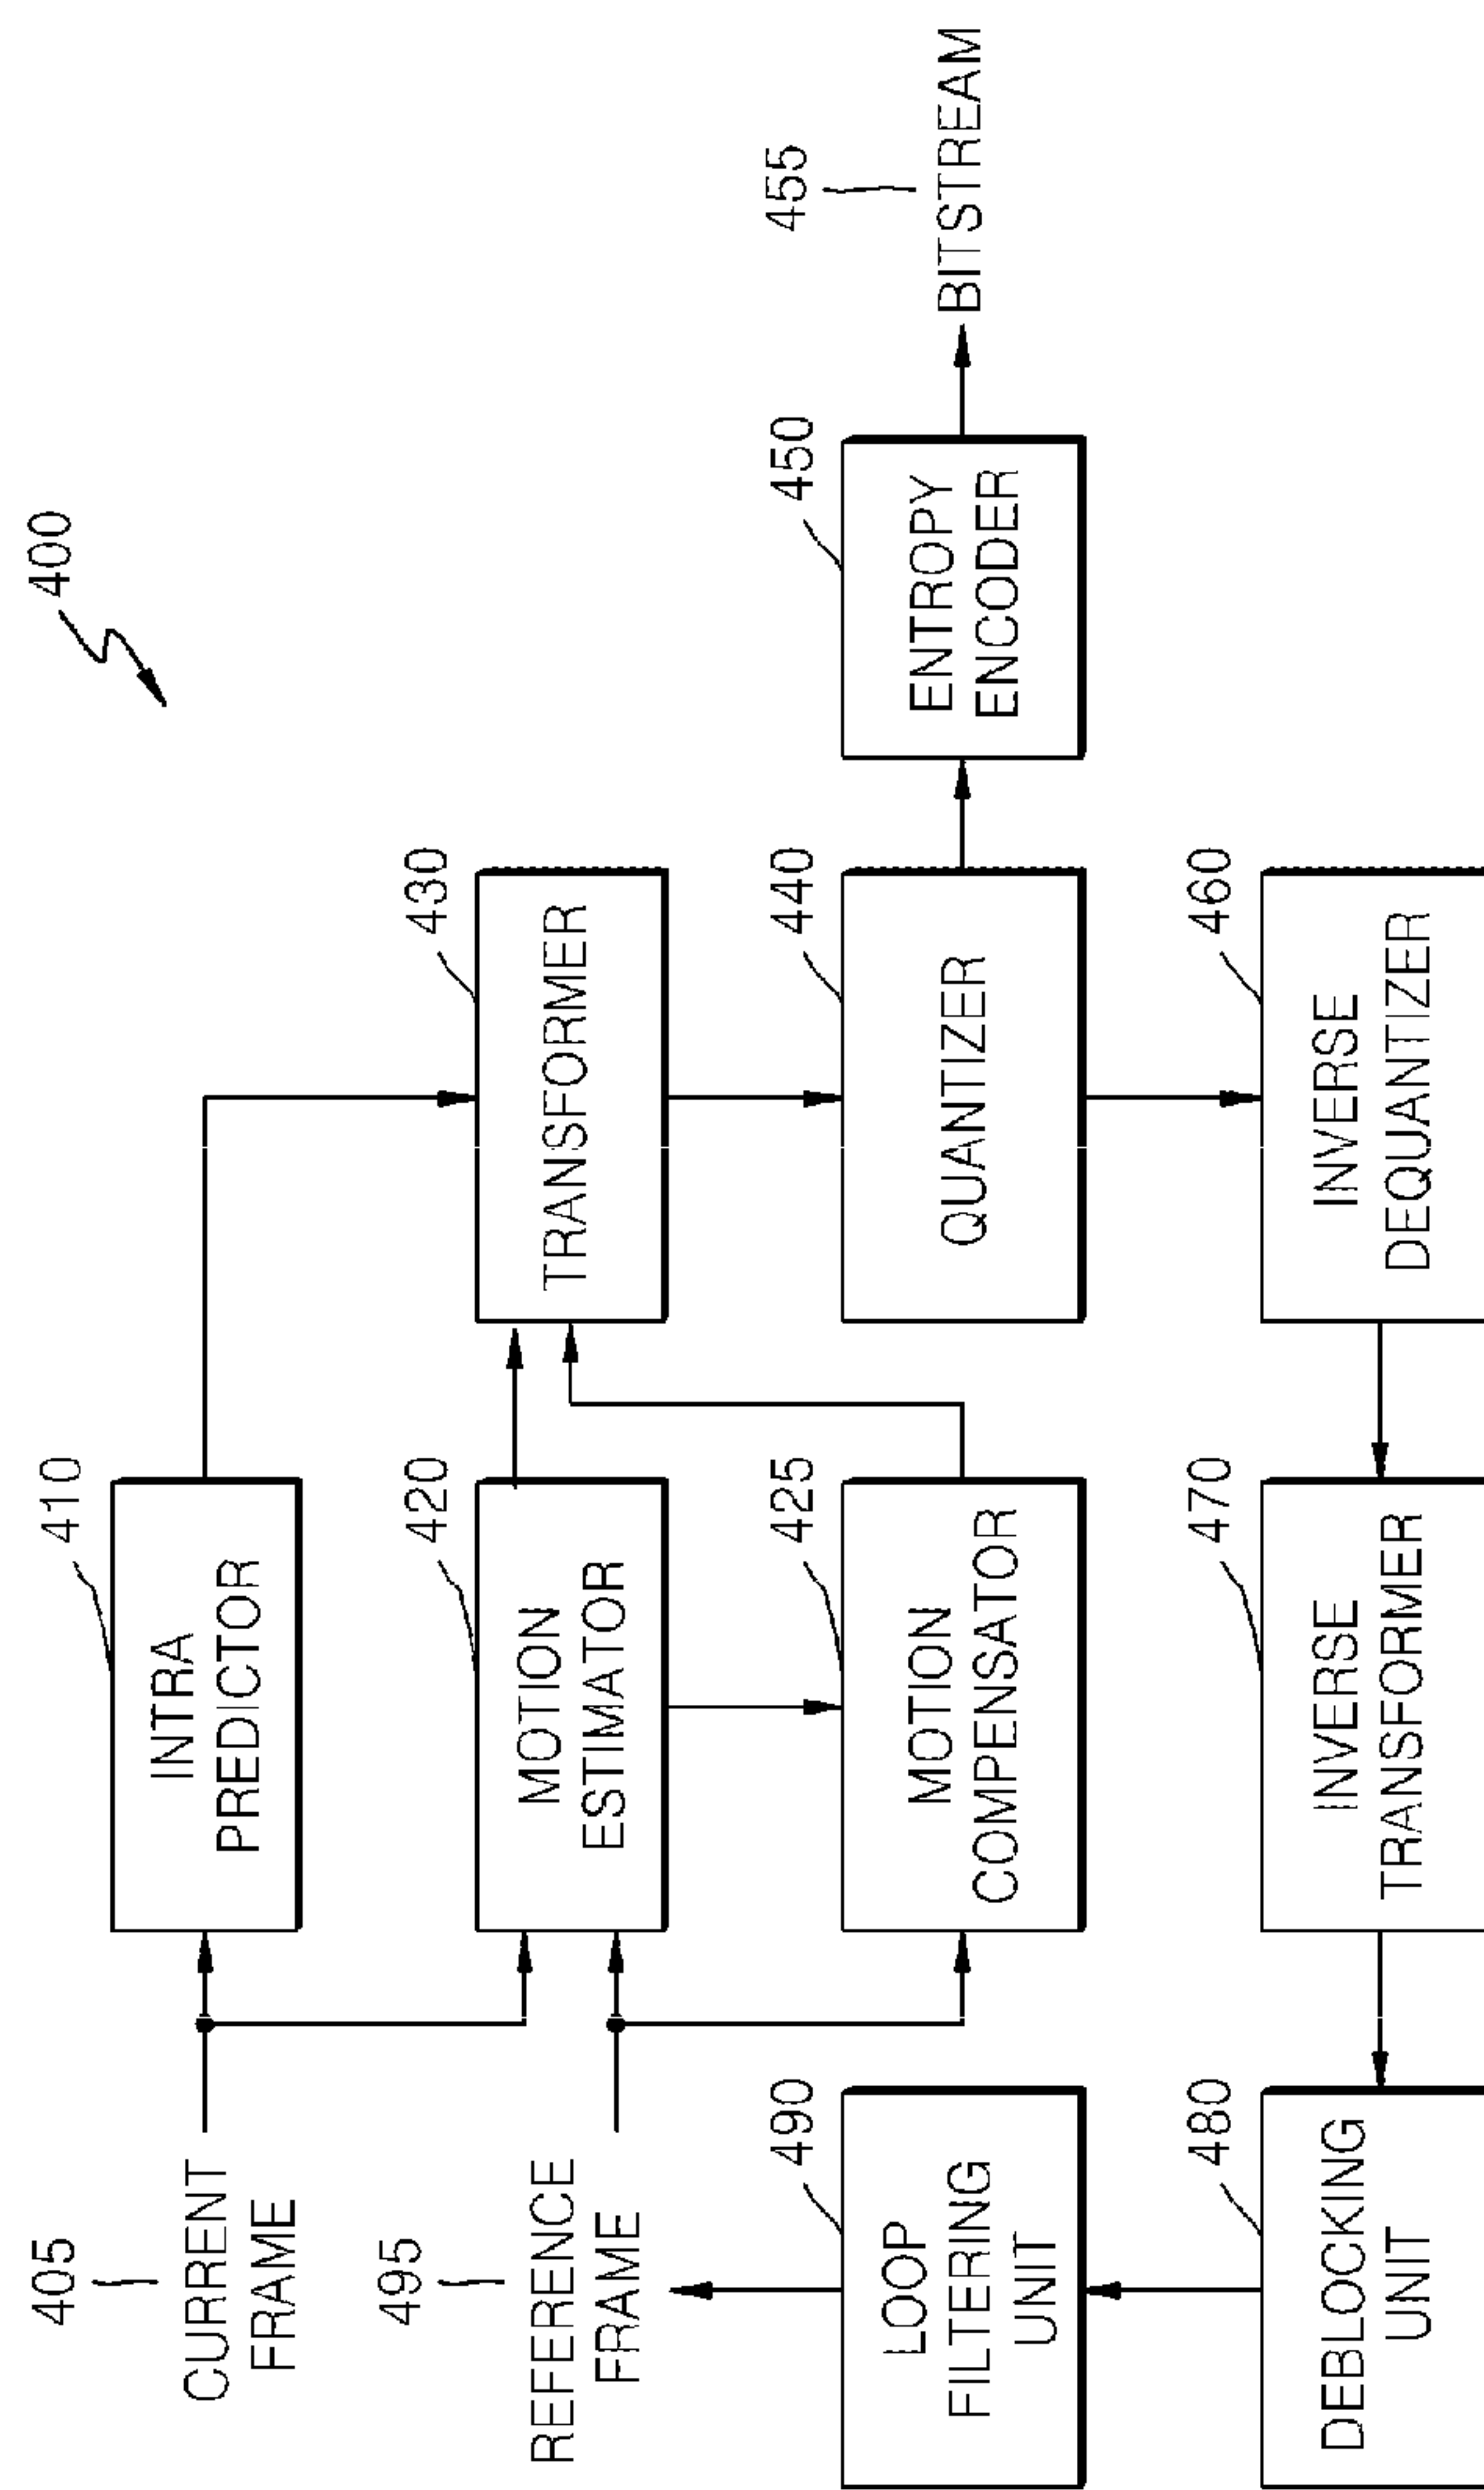 400
405
CURRENT
FRAME
410
INTRA
PREDICTOR
495
REFERENCE
FRAME
420
MOTION
ESTIMATOR
430
TRANSFORMER
490
LOOP
FILTERING
UNIT
425
MOTION
COMPENSATOR
440
QUANTIZER
450
ENTROPY
ENCODER
455
BITSTREAM
480
DEBLOCKING
UNIT
470
INVERSE
TRANSFORMER
460
INVERSE
DEQUANTIZER